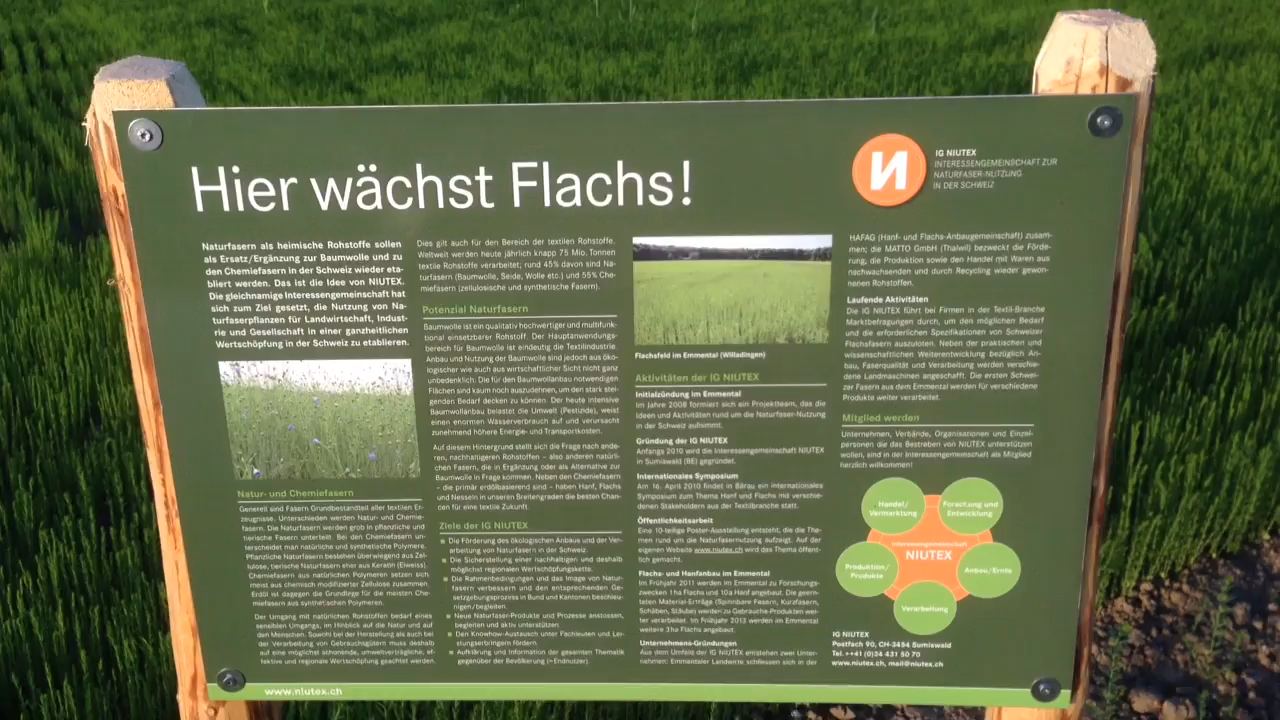 Hier wächst Flachs!
IG NIUTEX
INTERESSENGEMEINSCHAFT ZUR
NATURFASER-NUTZUNG
IN DER SCHWEIZ
Naturfasern als heimische Rohstoffe sollen
als Ersatz/Ergänzung zur Baumwolle und zu
den Chemiefasern in der Schweiz wieder eta-
bliert werden. Das ist die Idee von NIUTEX.
Die gleichnamige Interessengemeinschaft hat
sich zum Ziel gesetzt, die Nutzung von Na-
turfaserpflanzen für Landwirtschaft, Indust-
rie und Gesellschaft in einer ganzheitlichen
Wertschöpfung in der Schweiz zu etablieren.
Natur- und Chemiefasern
Generell sind Fasern Grundbestandteil aller textilen Er-
zeugnisse. Unterschieden werden Natur- und Chemie-
fasern. Die Naturfasern werden grob in pflanzliche und
tierische Fasern unterteilt. Bei den Chemiefasern un-
terscheidet man natürliche und synthetische Polymere.
Pflanzliche Naturfasern bestehen überwiegend aus Zel-
lulose, tierische Naturfasern eher aus Keratin (Eiweiss).
Chemiefasern aus natürlichen Polymeren setzen sich
meist aus chemisch modifizierter Zellulose zusammen.
Erdöl ist dagegen die Grundlage für die meisten Che-
miefasern aus synthetischen Polymeren.
Der Umgang mit natürlichen Rohstoffen bedarf eines
sensiblen Umgangs, im Hinblick auf die Natur und auf
den Menschen. Sowohl bei der Herstellung als auch bei
der Verarbeitung von Gebrauchsgütern muss deshalb
auf eine möglichst schonende, umweltverträgliche, ef-
fektive und regionale Wertschöpfung geachtet werden.
Dies gilt auch für den Bereich der textilen Rohstoffe.
Weltweit werden heute jährlich knapp 75 Mio. Tonnen
textile Rohstoffe verarbeitet; rund 45% davon sind Na-
turfasern (Baumwolle, Seide, Wolle etc.) und 55% Che-
miefasern (zellulosische und synthetische Fasern).
Potenzial Naturfasern
Baumwolle ist ein qualitativ hochwertiger und multifunk-
tional einsetzbarer Rohstoff. Der Hauptanwendungs-
bereich für Baumwolle ist eindeutig die Textilindustrie.
Anbau und Nutzung der Baumwolle sind jedoch aus öko-
logischer wie auch aus wirtschaftlicher Sicht nicht ganz
unbedenklich. Die für den Baumwollanbau notwendigen
Flächen sind kaum noch auszudehnen, um den stark stei-
genden Bedarf decken zu können. Der heute intensive
Baumwollanbau belastet die Umwelt (Pestizide), weist
einen enormen Wasserverbrauch auf und verursacht
zunehmend höhere Energie- und Transportkosten.
Auf diesem Hintergrund stellt sich die Frage nach ande-
ren, nachhaltigeren Rohstoffen – also anderen natürli-
chen Fasern, die in Ergänzung oder als Alternative zur
Baumwolle in Frage kommen. Neben den Chemiefasern
– die primär erdölbasierend sind – haben Hanf, Flachs
und Nesseln in unseren Breitengraden die besten Chan-
cen für eine textile Zukunft.
Ziele der IG NIUTEX
Die Förderung des ökologischen Anbaus und der Ver-
arbeitung von Naturfasern in der Schweiz.
Die Sicherstellung einer nachhaltigen und deshalb
möglichst regionalen Wertschöpfungskette.
Die Rahmenbedingungen und das Image von Natur-
fasern verbessern und den entsprechenden Ge-
setzgebungsprozess in Bund und Kantonen beschleu-
nigen/begleiten.
Neue Naturfaser-Produkte und Prozesse anstossen,
begleiten und aktiv unterstützen.
Den Knowhow-Austausch unter Fachleuten und Lei-
stungserbringern fördern.
Aufklärung und Information der gesamten Thematik
gegenüber der Bevölkerung (>Endnutzer).
Flachsfeld im Emmental (Willadingen)
Aktivitäten der IG NIUTEX
Initialzündung im Emmental
Im Jahre 2008 formiert sich ein Projektteam, das die
Ideen und Aktivitäten rund um die Naturfaser-Nutzung
in der Schweiz aufnimmt.
Gründung der IG NIUTEX
Anfangs 2010 wird die Interessengemeinschaft NIUTEX
in Sumiswald (BE) gegründet.
Internationales Symposium
Am 16. April 2010 findet in Bärau ein internationales
Symposium zum Thema Hanf und Flachs mit verschie-
denen Stakeholdern aus der Textilbranche statt.
Öffentlichkeitsarbeit
Eine 10-teilige Poster-Ausstellung entsteht, die die The-
men rund um die Naturfasernutzung aufzeigt. Auf der
eigenen Website www.niutex.ch wird das Thema öffent-
lich gemacht.
Flachs- und Hanfanbau im Emmental
Im Frühjahr 2011 werden im Emmental zu Forschungs-
zwecken 1ha Flachs und 10a Hanf angebaut. Die geern-
teten Material-Erträge (Spinnbare Fasern, Kurzfasern,
Schäben, Stäube) werden zu Gebrauchs-Produkten wei-
ter verarbeitet. Im Frühjahr 2013 werden im Emmental
weitere 3ha Flachs angebaut.
Unternehmens-Gründungen
Aus dem Umfeld der IG NIUTEX entstehen zwei Unter-
nehmen: Emmentaler Landwirte schliessen sich in der
HAFAG (Hanf- und Flachs-Anbaugemeinschaft) zusam-
men; die MATTO GmbH (Thalwil) bezweckt die Förde-
rung, die Produktion sowie den Handel mit Waren aus
nachwachsenden und durch Recycling wieder gewon-
nenen Rohstoffen.
Laufende Aktivitäten
Die IG NIUTEX führt bei Firmen in der Textil-Branche
Marktbefragungen durch, um den möglichen Bedarf
und die erforderlichen Spezifikationen von Schweizer
Flachsfasern auszuloten. Neben der praktischen und
wissenschaftlichen Weiterentwicklung bezüglich An-
bau, Faserqualität und Verarbeitung werden verschie-
dene Landmaschinen angeschafft. Die ersten Schwei-
zer Fasern aus dem Emmental werden für verschiedene
Produkte weiter verarbeitet.
Mitglied werden
Unternehmen, Verbände, Organisationen und Einzel-
personen die das Bestreben von NIUTEX unterstützen
wollen, sind in der Interessengemeinschaft als Mitglied
herzlich willkommen!
Handel/
Vermarktung
Forschung und
Entwicklung
Interessengemeinschaft
NIUTEX
Produktion/
Produkte
Anbau/Ernte
Verarbeitung
IG NIUTEX
Postfach 90, CH-3454 Sumiswald
Tel. ++41 (0)34 431 50 70
www.niutex.ch, mail@niutex.ch
www.niutex.ch